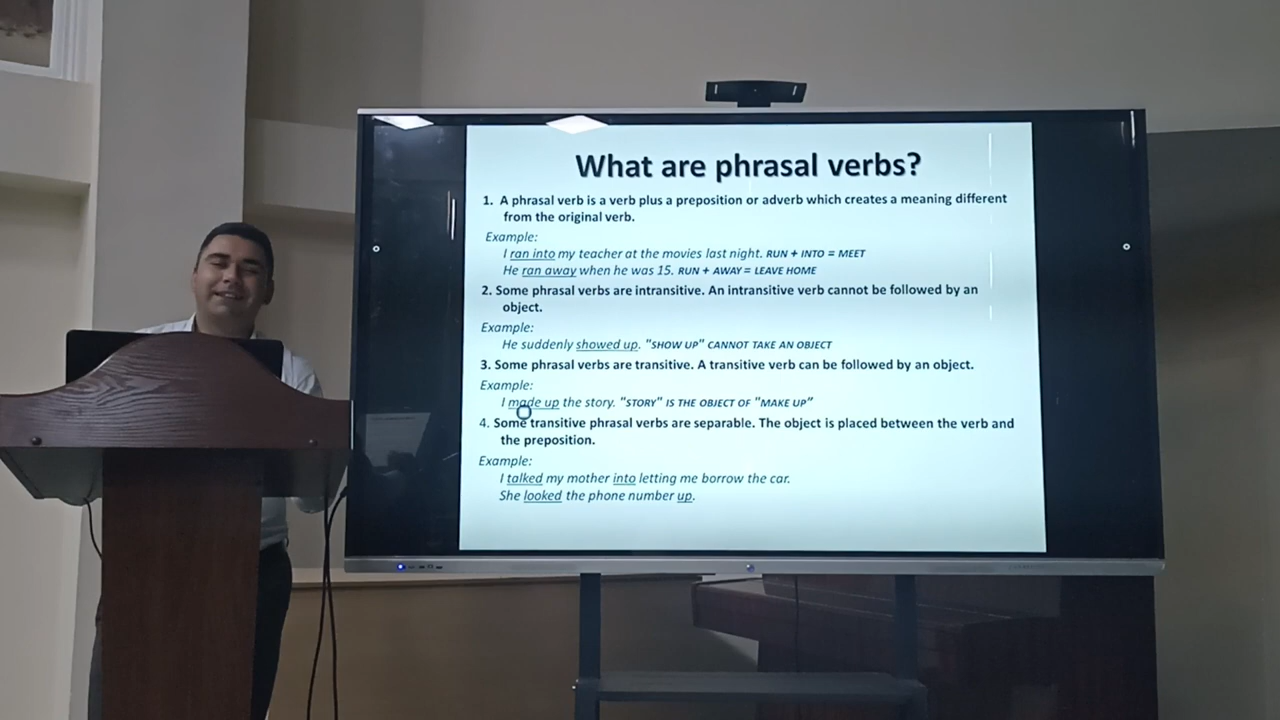 What are phrasal verbs?
1. A phrasal verb is a verb plus a preposition or adverb which creates a meaning different
from the original verb.
Example:
I ran into my teacher at the movies last night. RUN + INTO = MEET
He ran away when he was 15. RUN + AWAY = LEAVE HOME
2. Some phrasal verbs are intransitive. An intransitive verb cannot be followed by an
object.
Example:
He suddenly showed up. "SHOW UP" CANNOT TAKE AN OBJECT
3. Some phrasal verbs are transitive. A transitive verb can be followed by an object.
Example:
I made up the story. "STORY" IS THE OBJECT OF "MAKE UP"
4. Some transitive phrasal verbs are separable. The object is placed between the verb and
the preposition.
Example:
I talked my mother into letting me borrow the car.
She looked the phone number up.